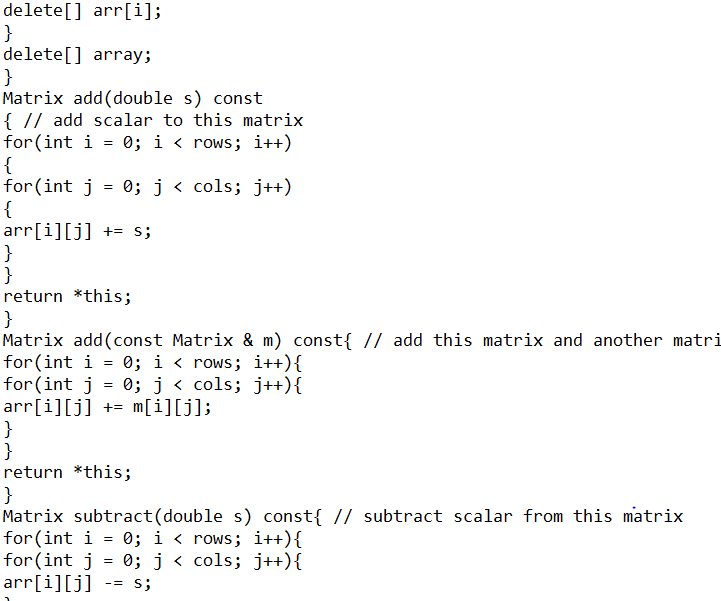 delete[] arr[i];
}
delete[] array;
}
Matrix add(double s) const
{ // add scalar to this matrix
for(int i = 0; i < rows; i++)
{
for(int j = 0; j < cols; j++)
{
arr[i][j] += s;
}
}
return *this;
}
Matrix add(const Matrix & m) const{ // add this matrix and another matri
for(int i = 0; i < rows; i++){
for(int j = 0; j < cols; j++){
arr[i][j] += m[i][j];
}
}
return *this;
}
Matrix subtract(double s) const{ // subtract scalar from this matrix
for(int i = 0; i < rows; i++){
for(int j = 0; j < cols; j++){
arr[i][j] -= s;
}